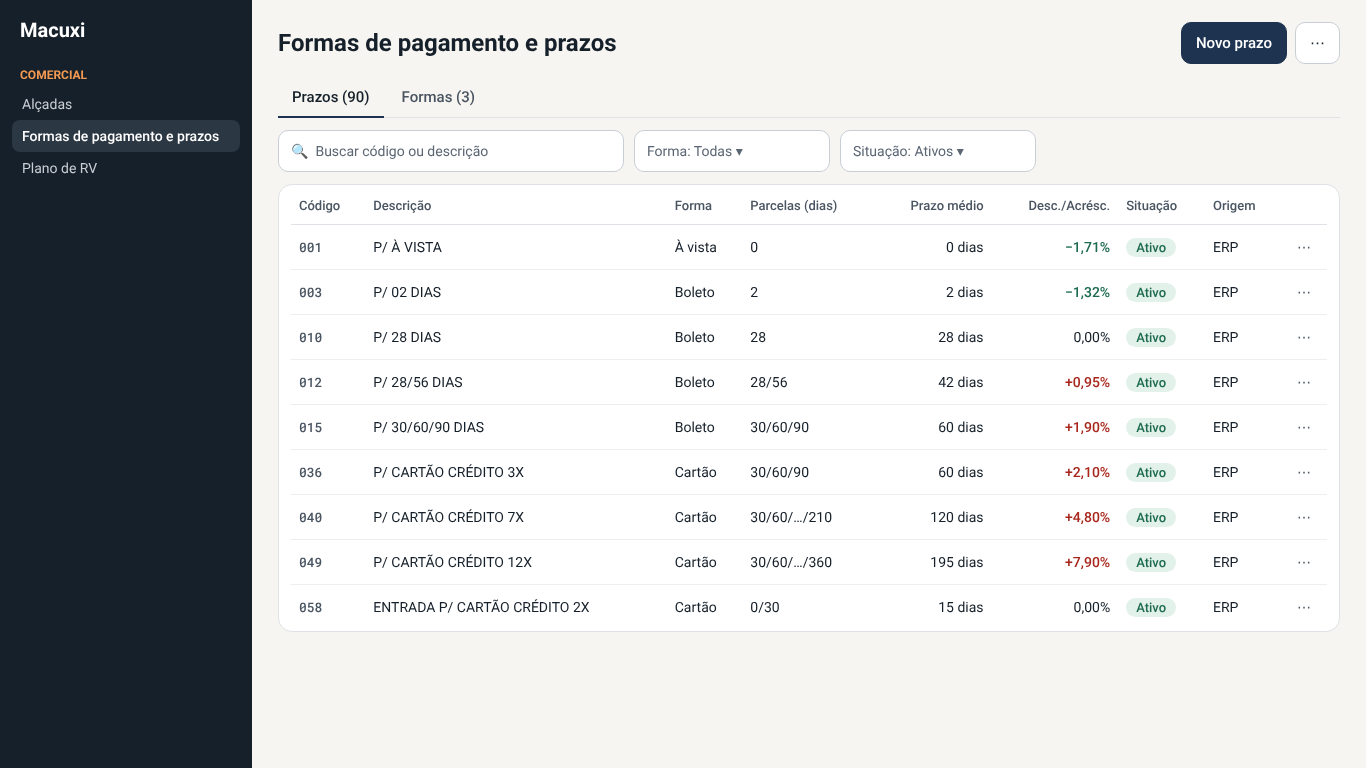 Macuxi
COMERCIAL
Alçadas
Formas de pagamento e prazos
Plano de RV
Formas de pagamento e prazos
Novo prazo
⋯
Prazos (90) Formas (3)
🔍 Buscar código ou descrição Forma: Todas ▾ Situação: Ativos ▾
Código Descrição Forma Parcelas (dias) Prazo médio Desc./Acrésc. Situação Origem
001 P/ À VISTA À vista 0 0 dias −1,71% Ativo ERP ⋯
003 P/ 02 DIAS Boleto 2 2 dias −1,32% Ativo ERP ⋯
010 P/ 28 DIAS Boleto 28 28 dias 0,00% Ativo ERP ⋯
012 P/ 28/56 DIAS Boleto 28/56 42 dias +0,95% Ativo ERP ⋯
015 P/ 30/60/90 DIAS Boleto 30/60/90 60 dias +1,90% Ativo ERP ⋯
036 P/ CARTÃO CRÉDITO 3X Cartão 30/60/90 60 dias +2,10% Ativo ERP ⋯
040 P/ CARTÃO CRÉDITO 7X Cartão 30/60/…/210 120 dias +4,80% Ativo ERP ⋯
049 P/ CARTÃO CRÉDITO 12X Cartão 30/60/…/360 195 dias +7,90% Ativo ERP ⋯
058 ENTRADA P/ CARTÃO CRÉDITO 2X Cartão 0/30 15 dias 0,00% Ativo ERP ⋯